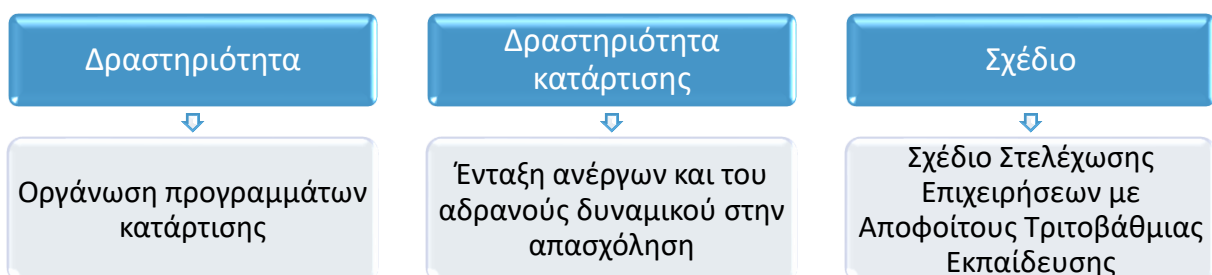 Δραστηριότητα
Οργάνωση προγραμμάτων
κατάρτισης
Δραστηριότητα
κατάρτισης
Ένταξη ανέργων και του
αδρανούς δυναμικού στην
απασχόληση
Σχέδιο
Σχέδιο Στελέχωσης
Επιχειρήσεων με
Αποφοίτους Τριτοβάθμιας
Εκπαίδευσης